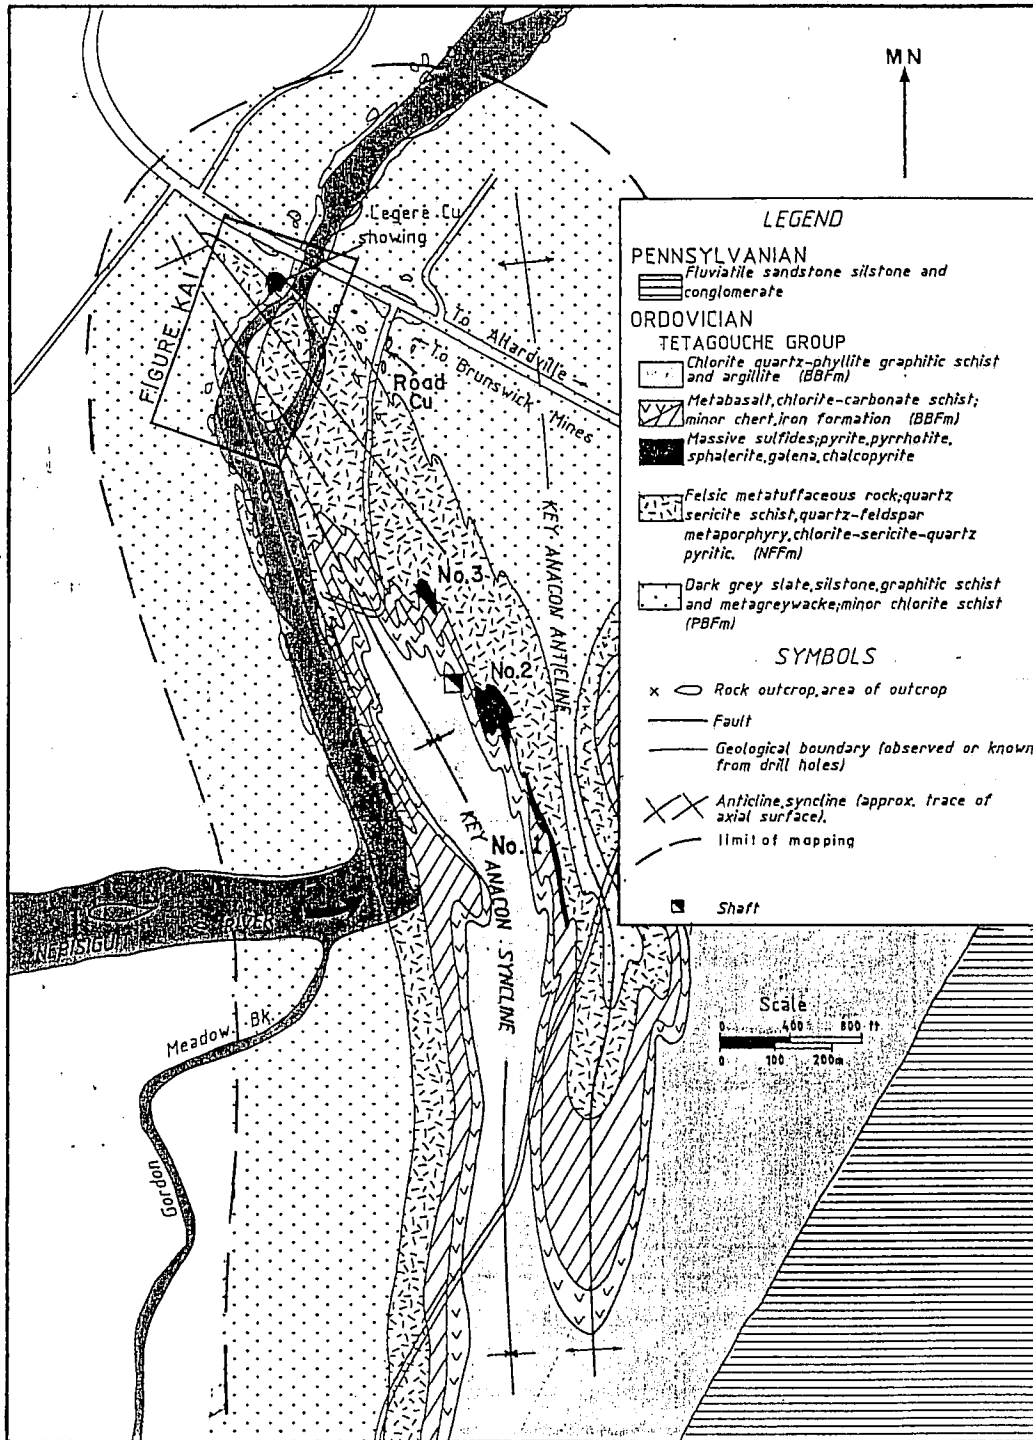 MN
Legere Cu
showing
FIGURE KAI
To Allardville
To Brunswick Mines
Road
Cu
No.3
No.2
No. 1
KEY ANACON ANTIELINE
KEY ANACON SYNCLINE
RIVER
Meadow Bk.
Gordon
LEGEND
PENNSYLVANIAN
Fluviatile sandstone silstone and
conglomerate
ORDOVICIAN
TETAGOUCHE GROUP
Chlorite quartz-phyllite graphitic schist
and argillite (BBFm)
Metabasalt,chlorite-carbonate schist;
minor chert,iron formation (BBFm)
Massive sulfides;pyrite,pyrrhotite,
sphalerite,galena,chalcopyrite
Felsic metatuffaceous rock;quartz
sericite schist,quartz-feldspar
metaporphyry,chlorite-sericite-quartz
pyritic. (NFFm)
Dark grey slate,silstone,graphitic schist
and metagreywacke;minor chlorite schist
(PBFm)
SYMBOLS
Rock outcrop,area of outcrop
Fault
Geological boundary (observed or known
from drill holes)
Anticline,syncline (approx. trace of
axial surface).
limit of mapping
Shaft
Scale
0 400 800 ft
0 100 200m